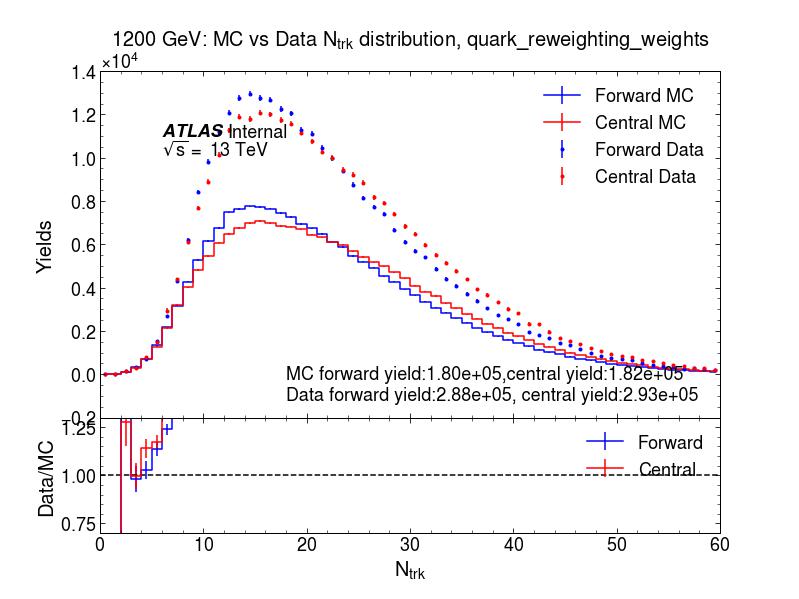 1200 GeV: MC vs Data Ntrk distribution, quark_reweighting_weights
×10⁴
1.4
1.2
1.0
0.8
0.6
0.4
0.2
0.0
0.2
Yields
ATLAS Internal
√s = 13 TeV
Forward MC
Central MC
Forward Data
Central Data
MC forward yield:1.80e+05,central yield:1.82e+05
Data forward yield:2.88e+05, central yield:2.93e+05
1.25
1.00
0.75
Data/MC
Forward
Central
0 10 20 30 40 50 60
Ntrk